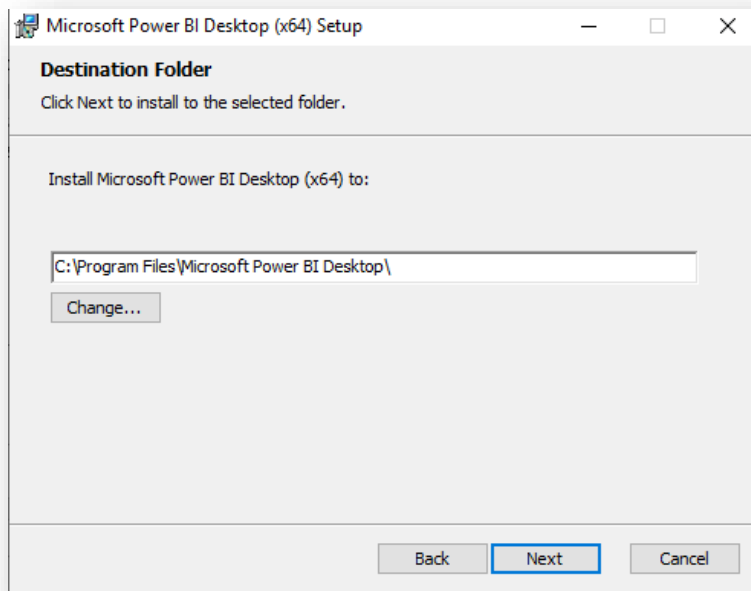 Microsoft Power BI Desktop (x64) Setup
Destination Folder
Click Next to install to the selected folder.
Install Microsoft Power BI Desktop (x64) to:
C:\Program Files\Microsoft Power BI Desktop\
Change...
Back Next Cancel